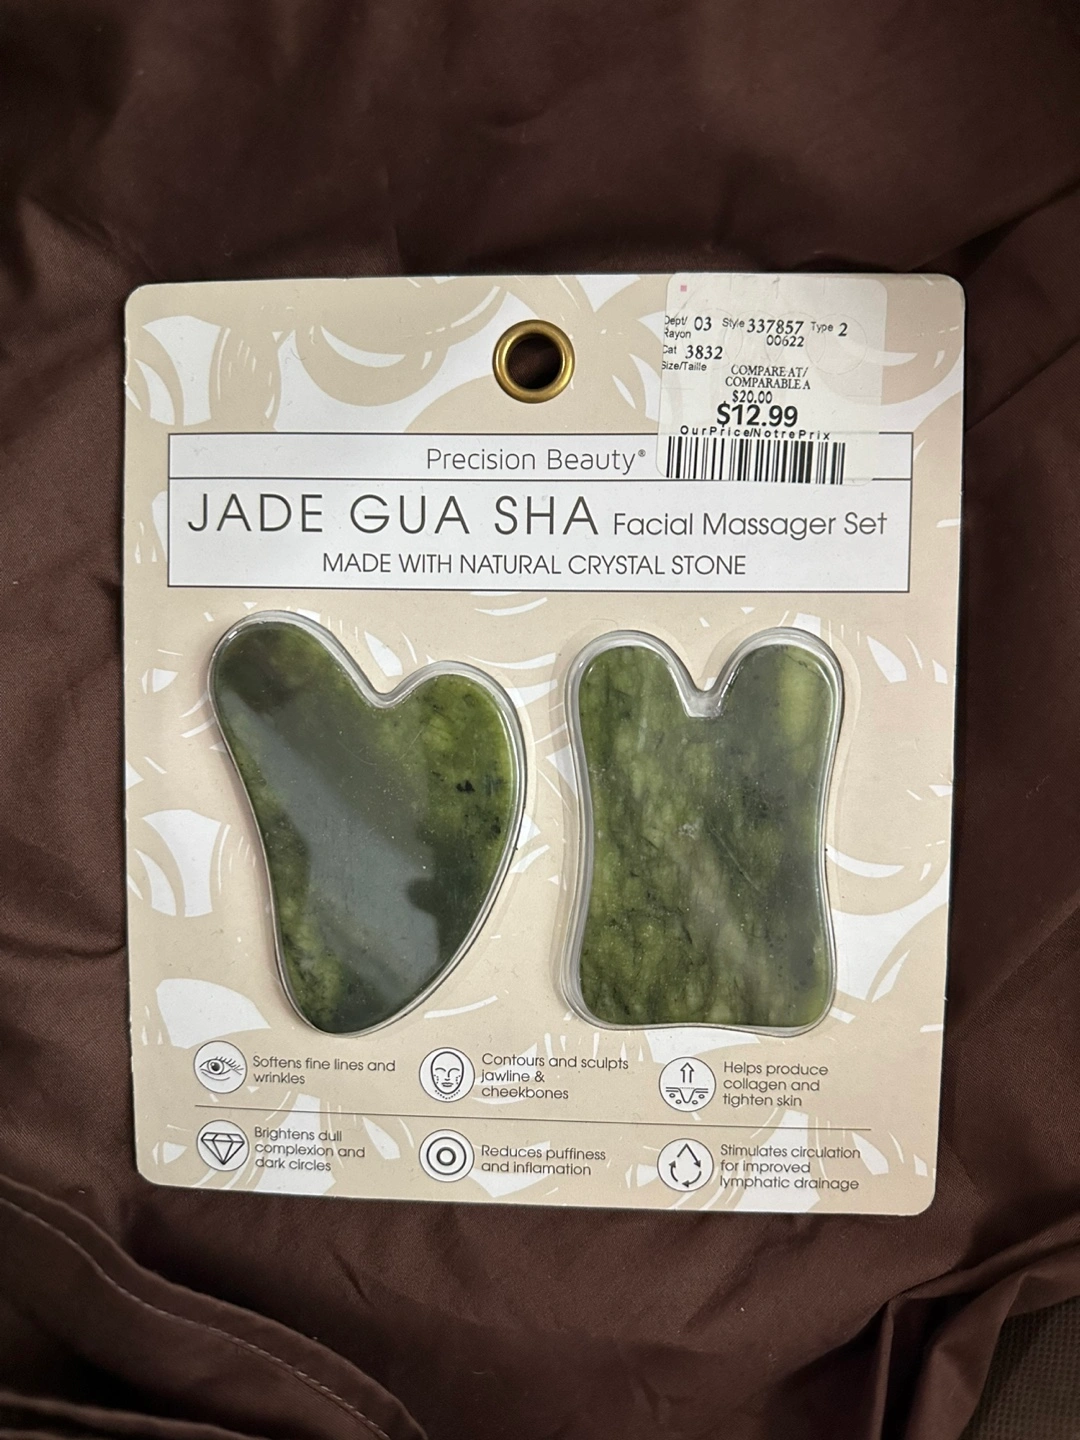 Dept/ 03 Style 337857 Type 2
Rayon 00622
Cat 3832
Size/Taille
COMPARE AT/
COMPARABLE A
$20.00
$12.99
OurPrice/NotrePrix
Precision Beauty®
JADE GUA SHA Facial Massager Set
MADE WITH NATURAL CRYSTAL STONE
Softens fine lines and
wrinkles
Contours and sculpts
jawline &
cheekbones
Helps produce
collagen and
tighten skin
Brightens dull
complexion and
dark circles
Reduces puffiness
and inflamation
Stimulates circulation
for improved
lymphatic drainage